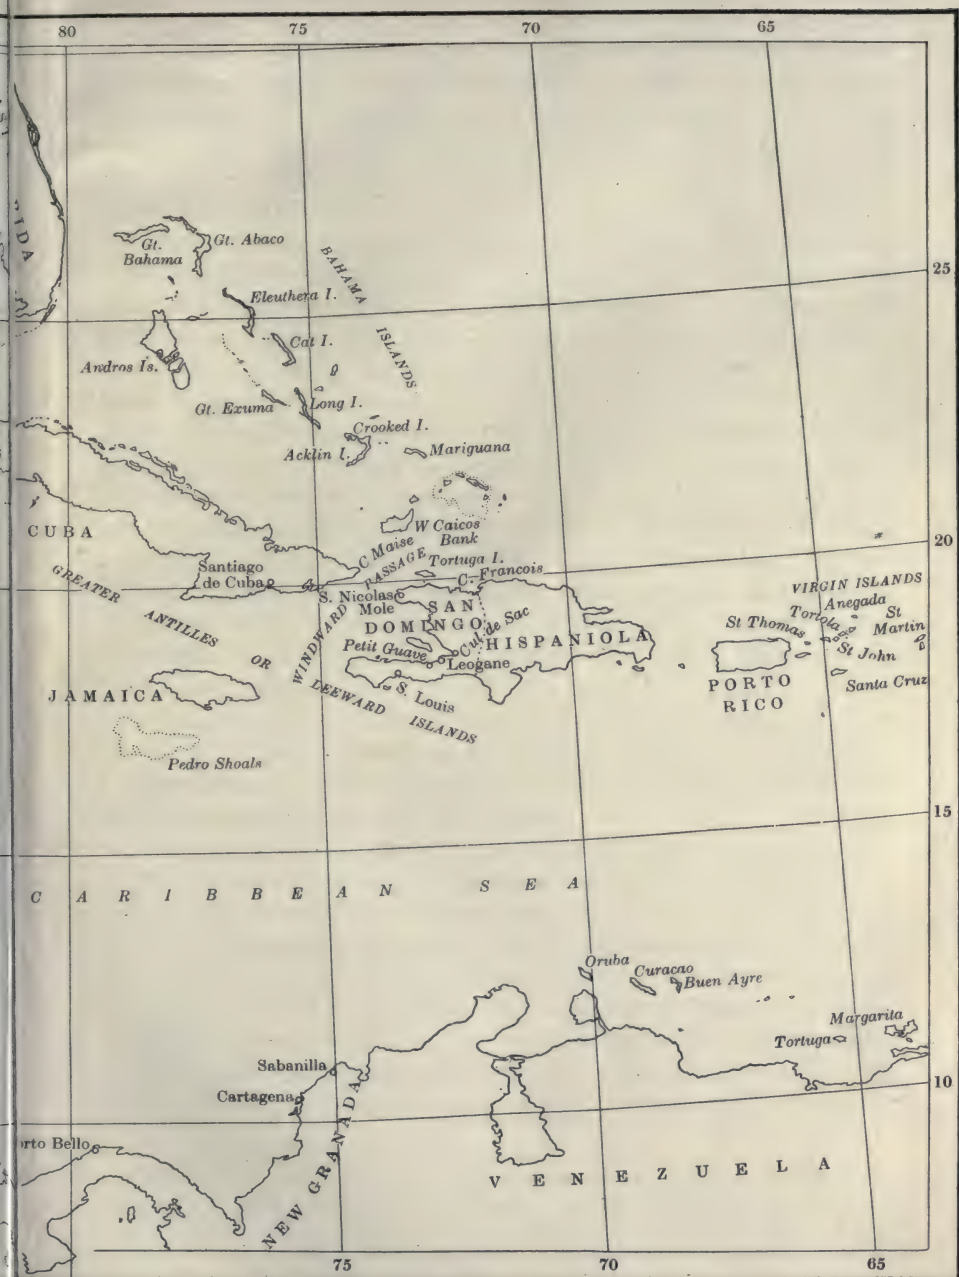 80 75 70 65
RIDA
Gt.
Bahama
Gt. Abaco
BAHAMA
ISLANDS
25
Eleuthera I.
Cat I.
Andros Is.
Gt. Exuma
Long I.
Crooked I.
Acklin I.
Mariguana
W Caicos
Bank
20
CUBA
C Maise
WINDWARD PASSAGE
Tortuga I.
C. Francois
Santiago
de Cuba
S. Nicolas
Mole
SAN
DOMINGO
Cul de Sac
HISPANIOLA
Petit Guave
Leogane
S. Louis
GREATER ANTILLES OR LEEWARD ISLANDS
VIRGIN ISLANDS
Anegada
Tortola
St Thomas
St
Martin
St John
Santa Cruz
PORTO
RICO
JAMAICA
Pedro Shoals
15
CARIBBEAN SEA
Oruba
Curacao
Buen Ayre
Margarita
Tortuga
10
Sabanilla
Cartagena
rto Bello
NEW GRANADA
VENEZUELA
75 70 65